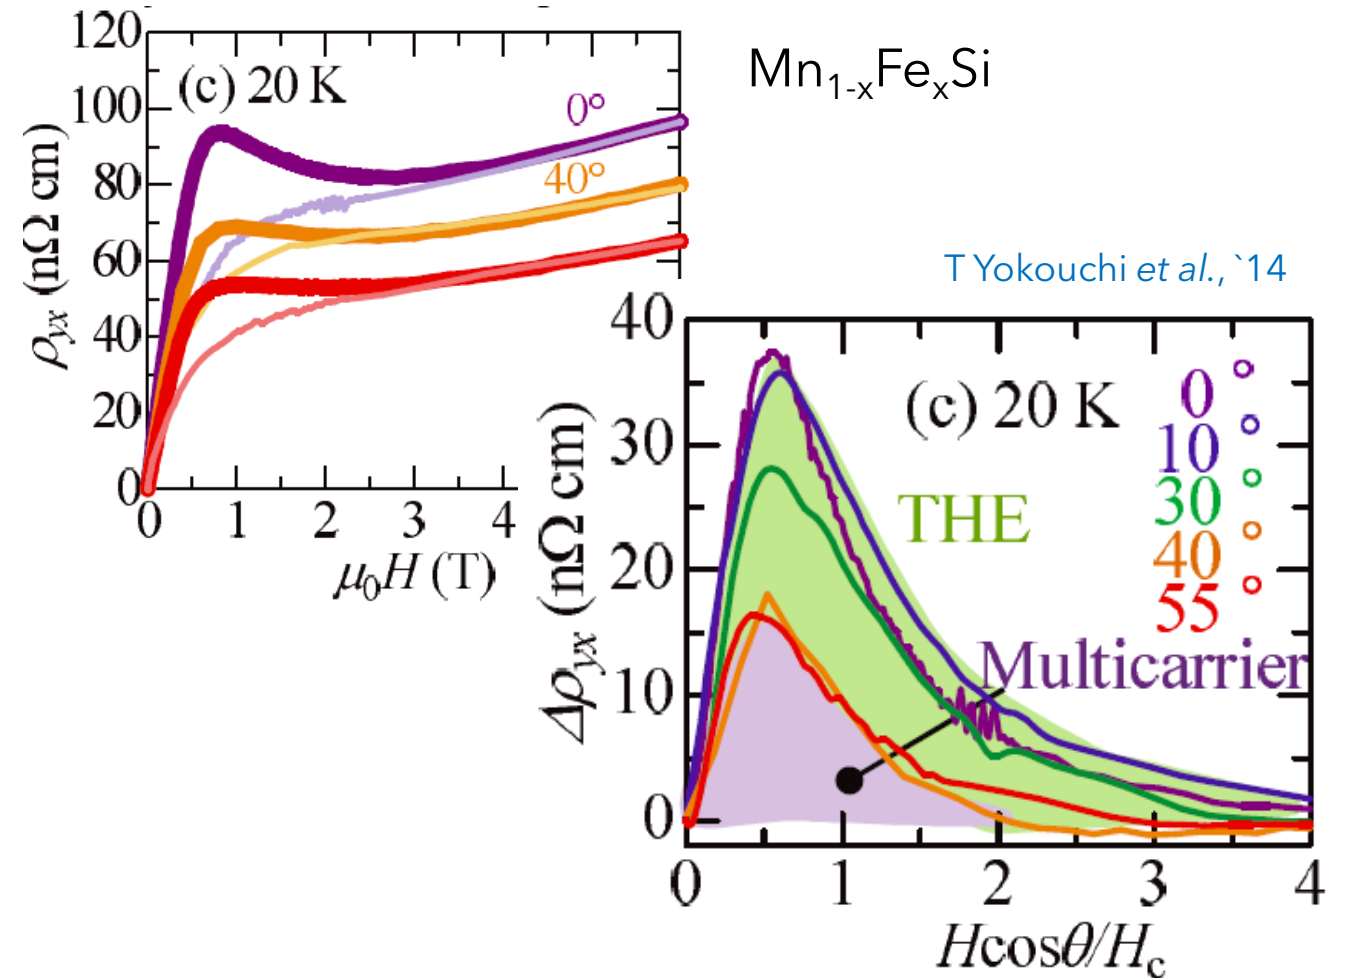 Mn1-xFexSi
T Yokouchi et al., `14
120
100
80
60
40
20
0
ρyx (nΩ cm)
(c) 20 K
0°
40°
0 1 2 3 4
μ0H (T)
40
30
20
10
0
Δρyx (nΩ cm)
(c) 20 K
0°
10°
30°
40°
55°
THE
Multicarrier
0 1 2 3 4
Hcosθ/Hc